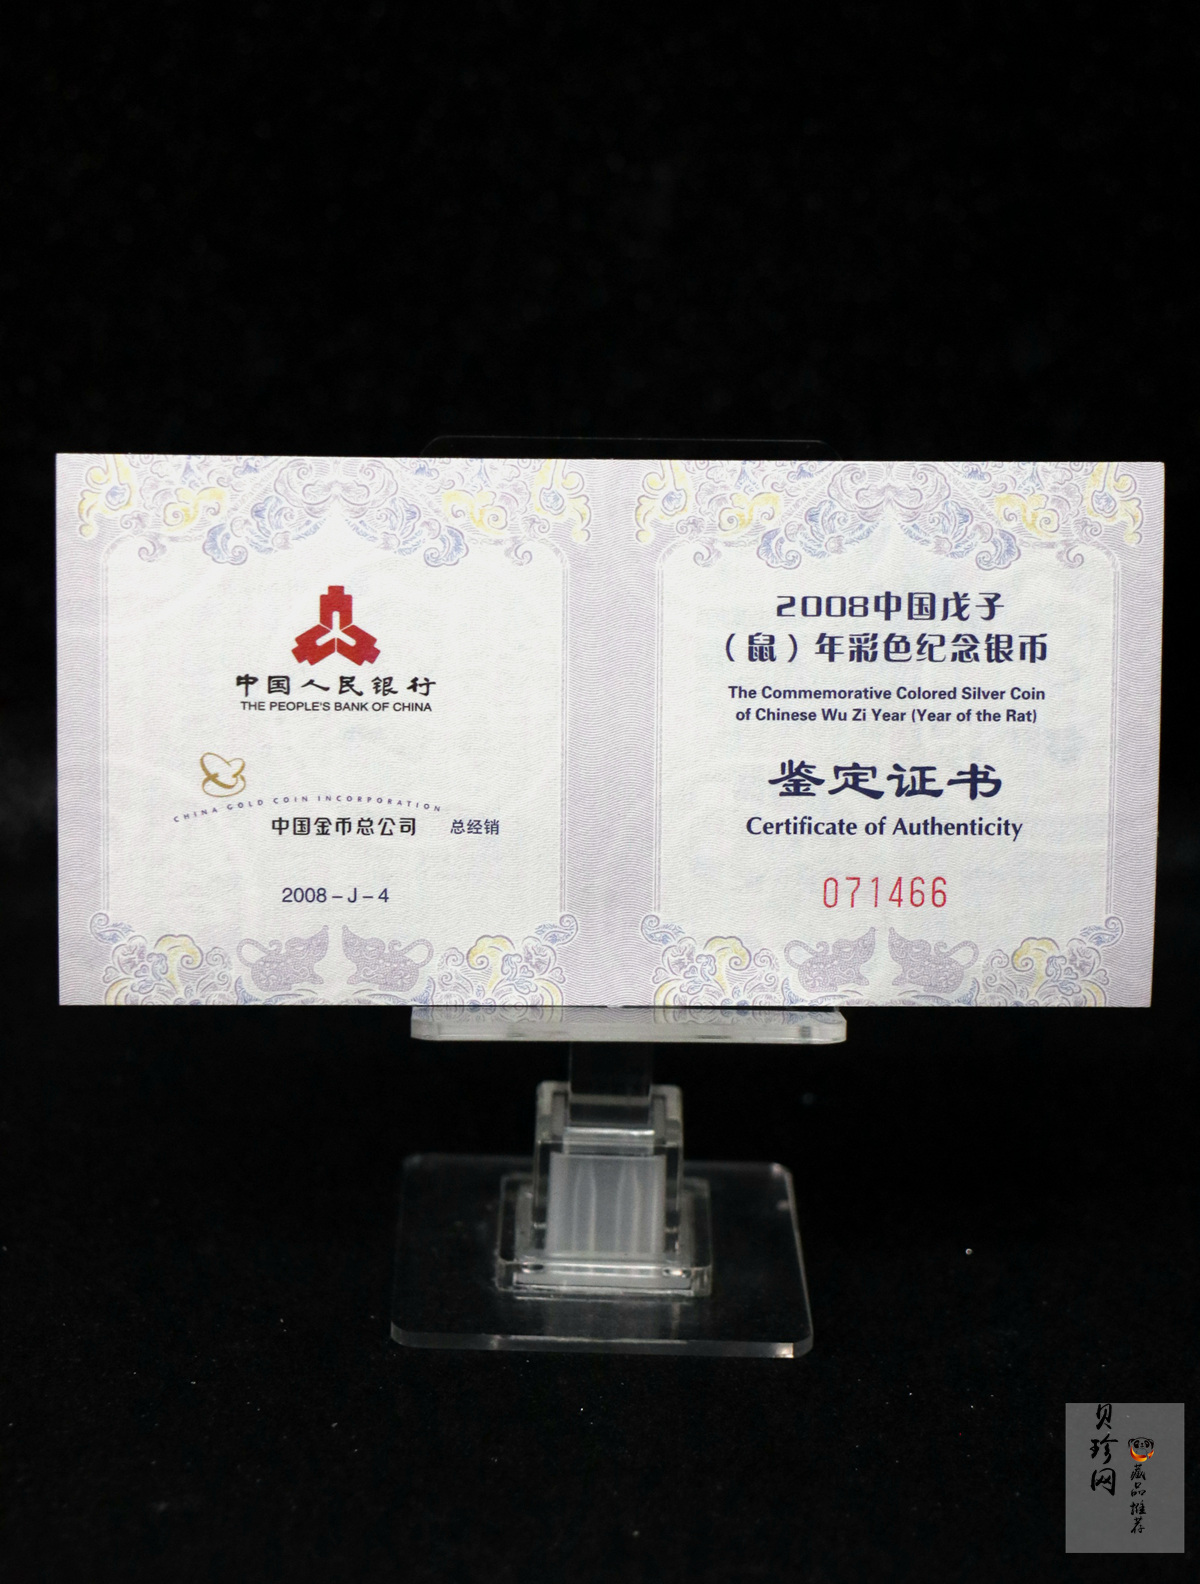 中国人民银行
THE PEOPLE'S BANK OF CHINA
CHINA GOLD COIN INCORPORATION
中国金币总公司 总经销
2008-J-4
2008中国戊子
（鼠）年彩色纪念银币
The Commemorative Colored Silver Coin
of Chinese Wu Zi Year (Year of the Rat)
鉴定证书
Certificate of Authenticity
071466
贝珍网
藏品推荐